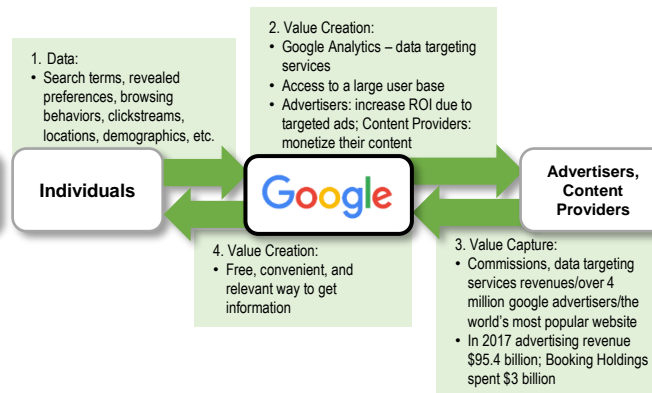 1. Data:
• Search terms, revealed
preferences, browsing
behaviors, clickstreams,
locations, demographics, etc.
2. Value Creation:
• Google Analytics – data targeting
services
• Access to a large user base
• Advertisers: increase ROI due to
targeted ads; Content Providers:
monetize their content
Individuals
Google
Advertisers,
Content
Providers
4. Value Creation:
• Free, convenient, and
relevant way to get
information
3. Value Capture:
• Commissions, data targeting
services revenues/over 4
million google advertisers/the
world's most popular website
• In 2017 advertising revenue
$95.4 billion; Booking Holdings
spent $3 billion